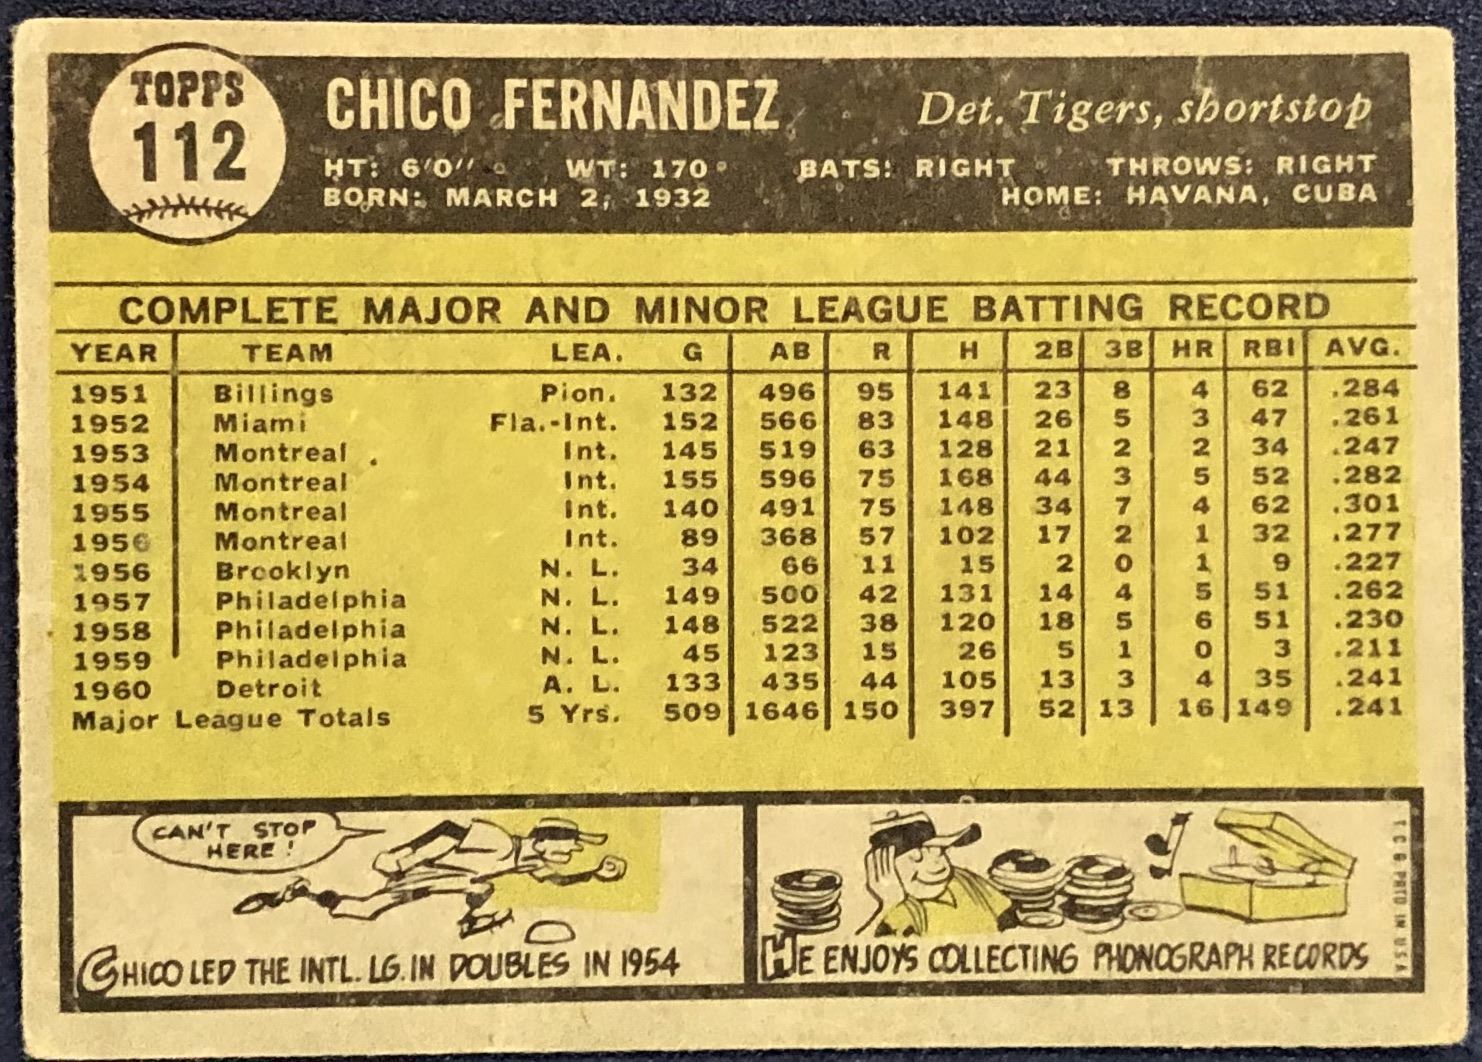 TOPPS
112
CHICO FERNANDEZ Det. Tigers, shortstop
HT: 6'0" WT: 170 BATS: RIGHT THROWS: RIGHT
BORN: MARCH 2, 1932 HOME: HAVANA, CUBA
COMPLETE MAJOR AND MINOR LEAGUE BATTING RECORD
YEAR TEAM LEA. G AB R H 2B 3B HR RBI AVG.
1951 Billings Pion. 132 496 95 141 23 8 4 62 .284
1952 Miami Fla.-Int. 152 566 83 148 26 5 3 47 .261
1953 Montreal Int. 145 519 63 128 21 2 2 34 .247
1954 Montreal Int. 155 596 75 168 44 3 5 52 .282
1955 Montreal Int. 140 491 75 148 34 7 4 62 .301
1956 Montreal Int. 89 368 57 102 17 2 1 32 .277
1956 Brooklyn N. L. 34 66 11 15 2 0 1 9 .227
1957 Philadelphia N. L. 149 500 42 131 14 4 5 51 .262
1958 Philadelphia N. L. 148 522 38 120 18 5 6 51 .230
1959 Philadelphia N. L. 45 123 15 26 5 1 0 3 .211
1960 Detroit A. L. 133 435 44 105 13 3 4 35 .241
Major League Totals 5 Yrs. 509 1646 150 397 52 13 16 149 .241
CAN'T STOP
HERE!
CHICO LED THE INTL. LG. IN DOUBLES IN 1954
HE ENJOYS COLLECTING PHONOGRAPH RECORDS
T.C.G. PRTD. IN U.S.A.